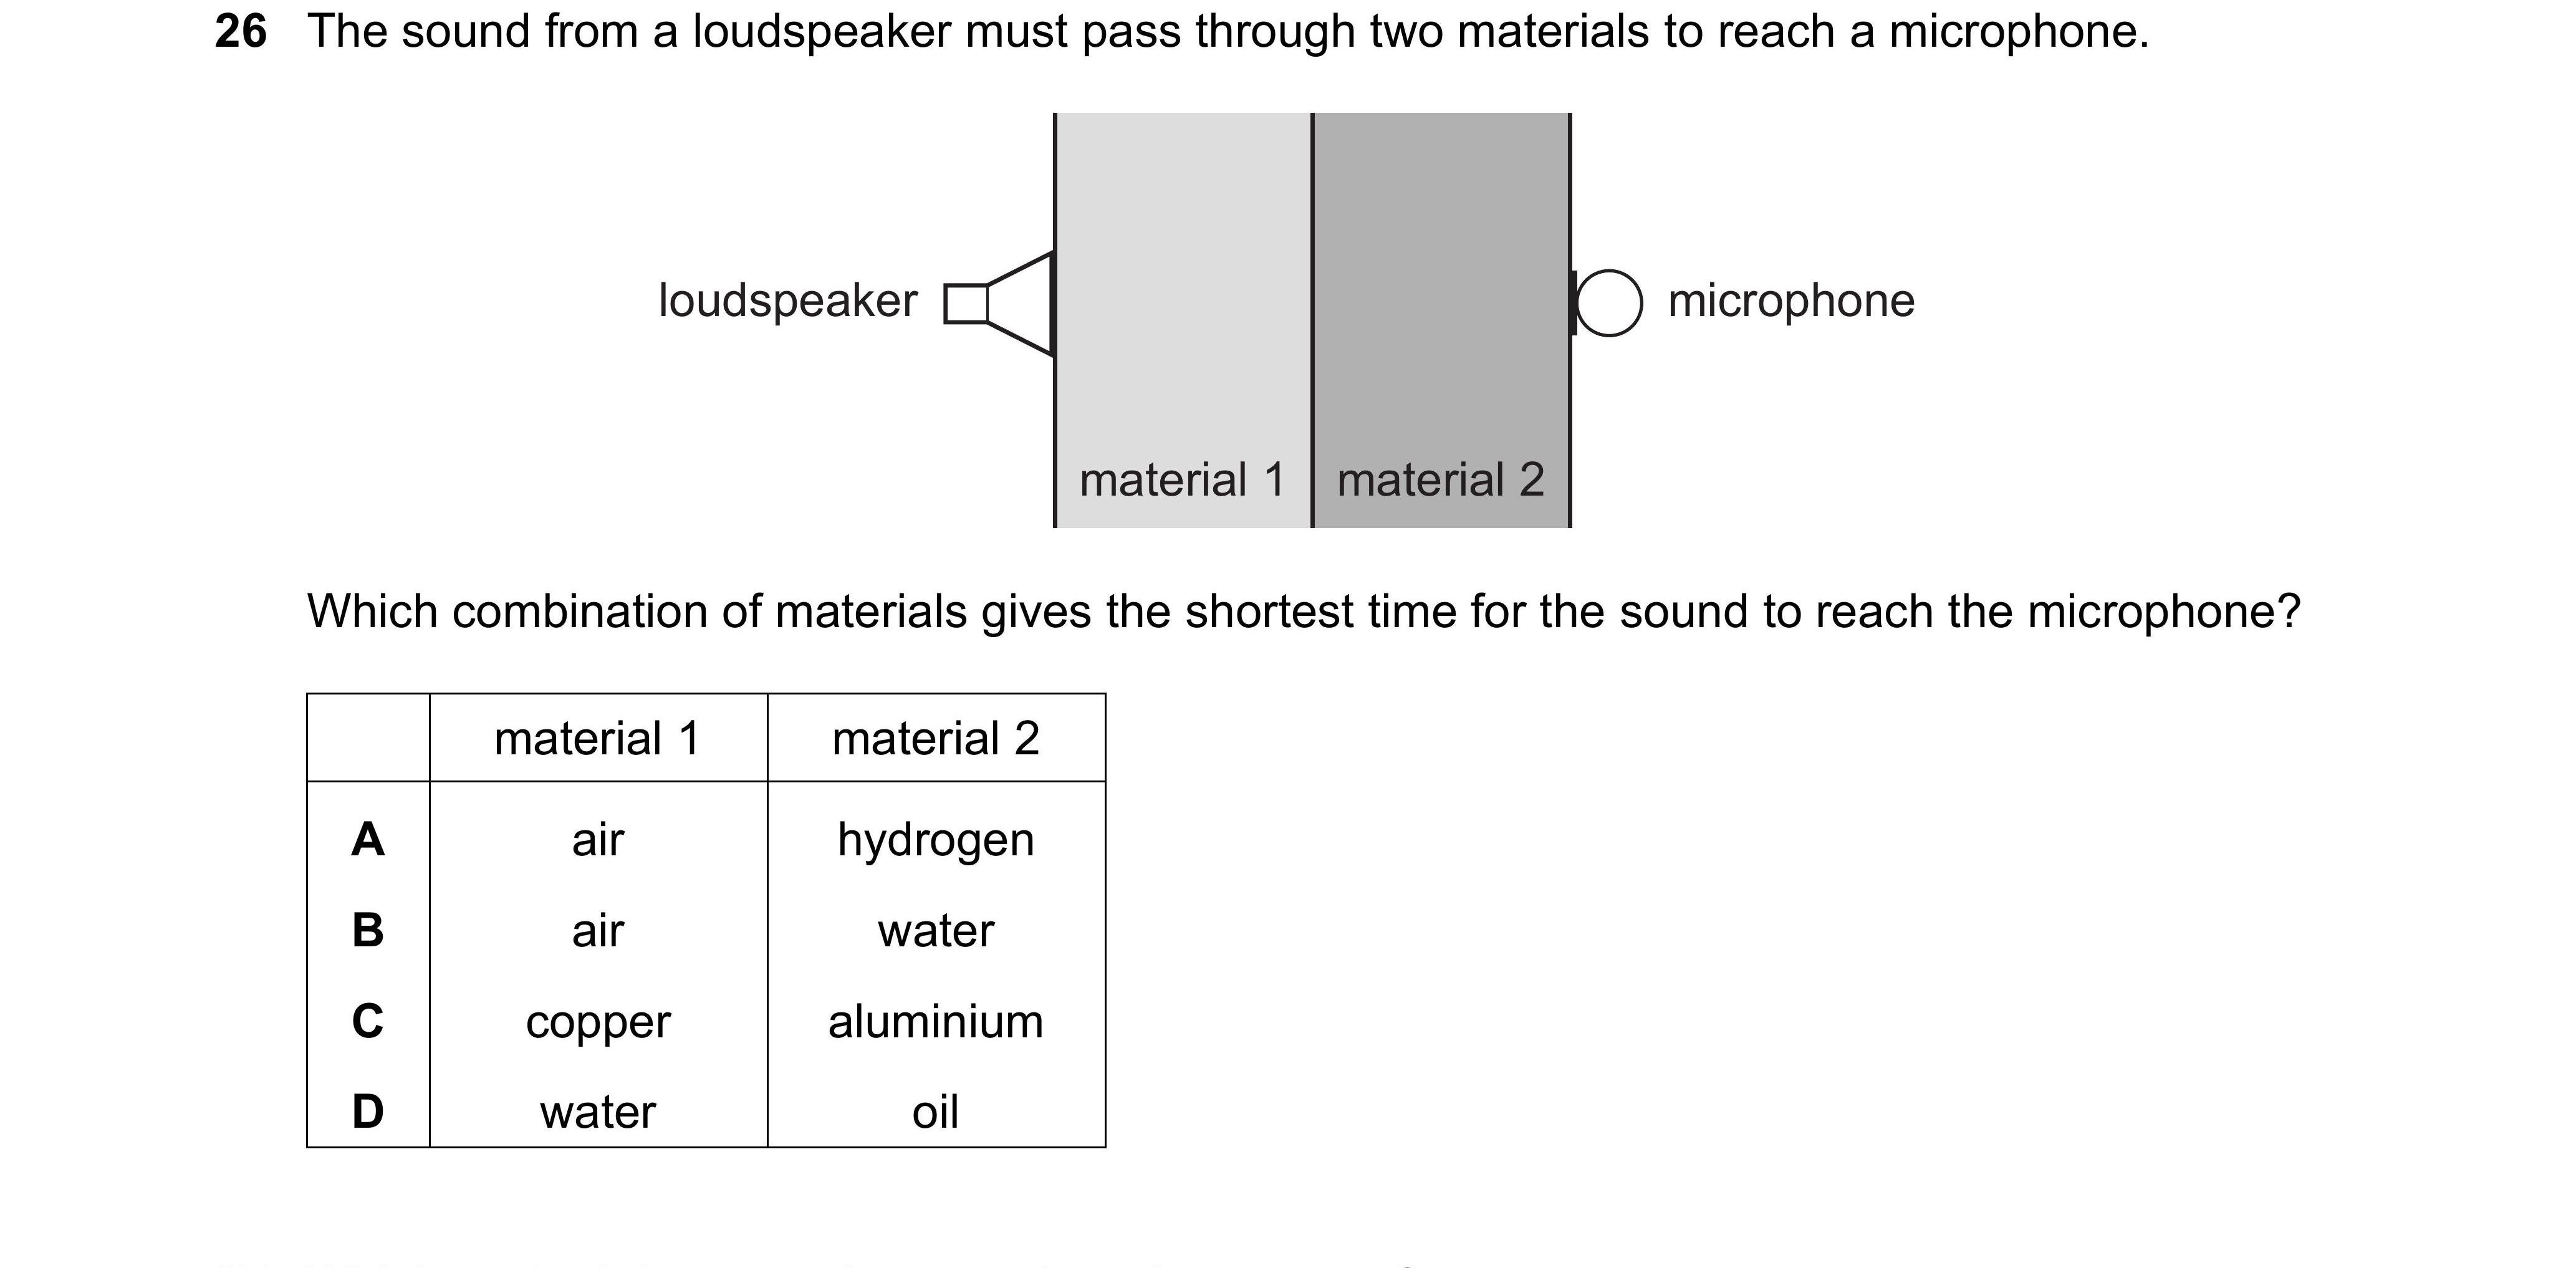 26 The sound from a loudspeaker must pass through two materials to reach a microphone.
loudspeaker
microphone
material 1 material 2
Which combination of materials gives the shortest time for the sound to reach the microphone?
material 1 material 2
A air hydrogen
B air water
C copper aluminium
D water oil